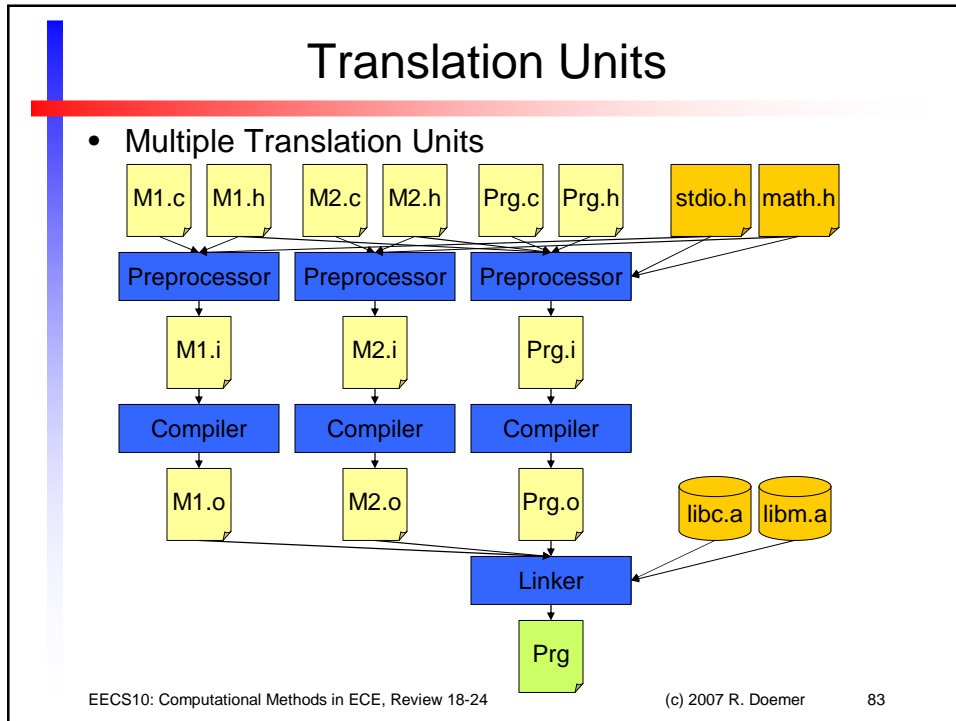 Translation Units
• Multiple Translation Units
M1.c M1.h M2.c M2.h Prg.c Prg.h stdio.h math.h
Preprocessor Preprocessor Preprocessor
M1.i M2.i Prg.i
Compiler Compiler Compiler
M1.o M2.o Prg.o libc.a libm.a
Linker
Prg
EECS10: Computational Methods in ECE, Review 18-24 (c) 2007 R. Doemer 83